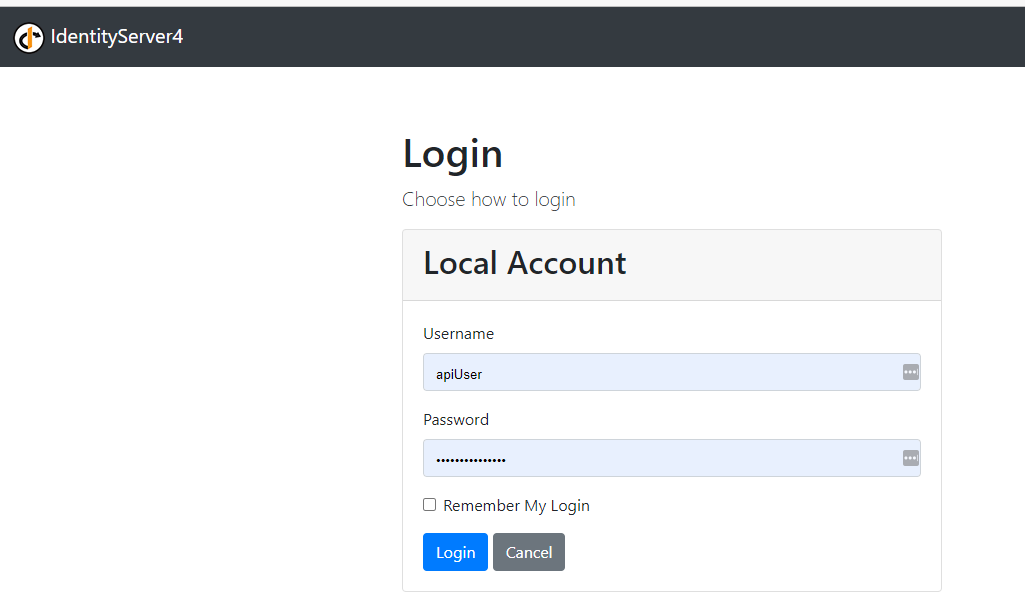 IdentityServer4
Login
Choose how to login
Local Account
Username
apiUser
Password
•••••••••••••••
Remember My Login
Login Cancel